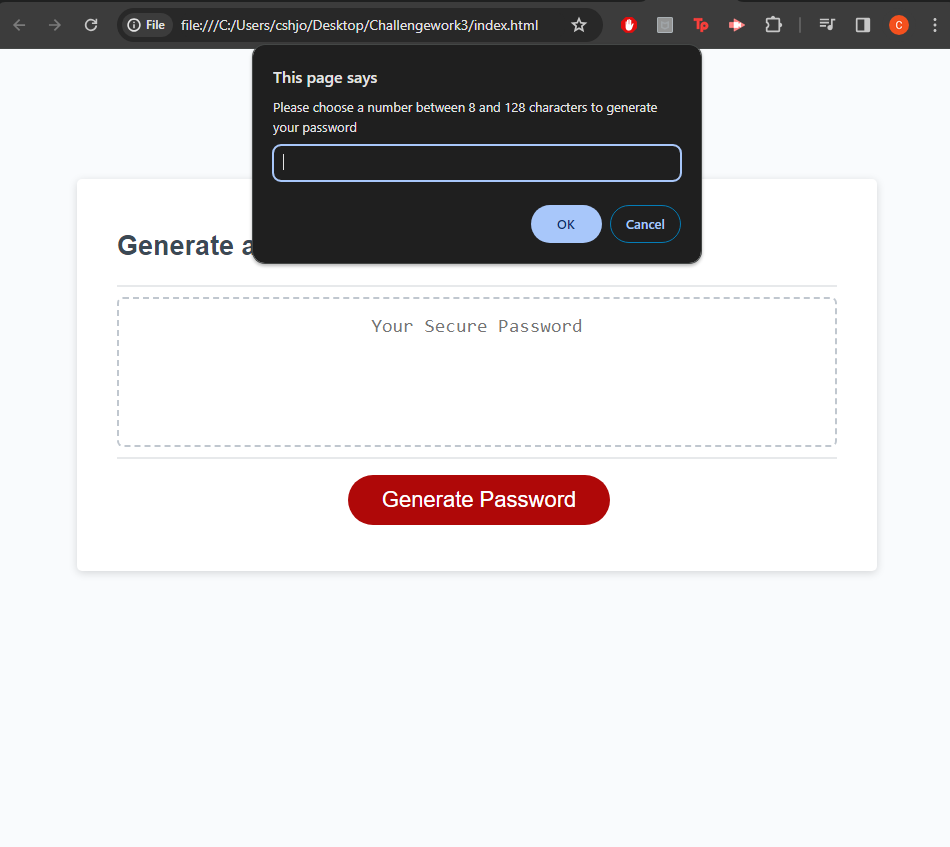 File
file:///C:/Users/cshjo/Desktop/Challengework3/index.html
Tp
C
This page says
Please choose a number between 8 and 128 characters to generate
your password
OK
Cancel
Generate a
Your Secure Password
Generate Password